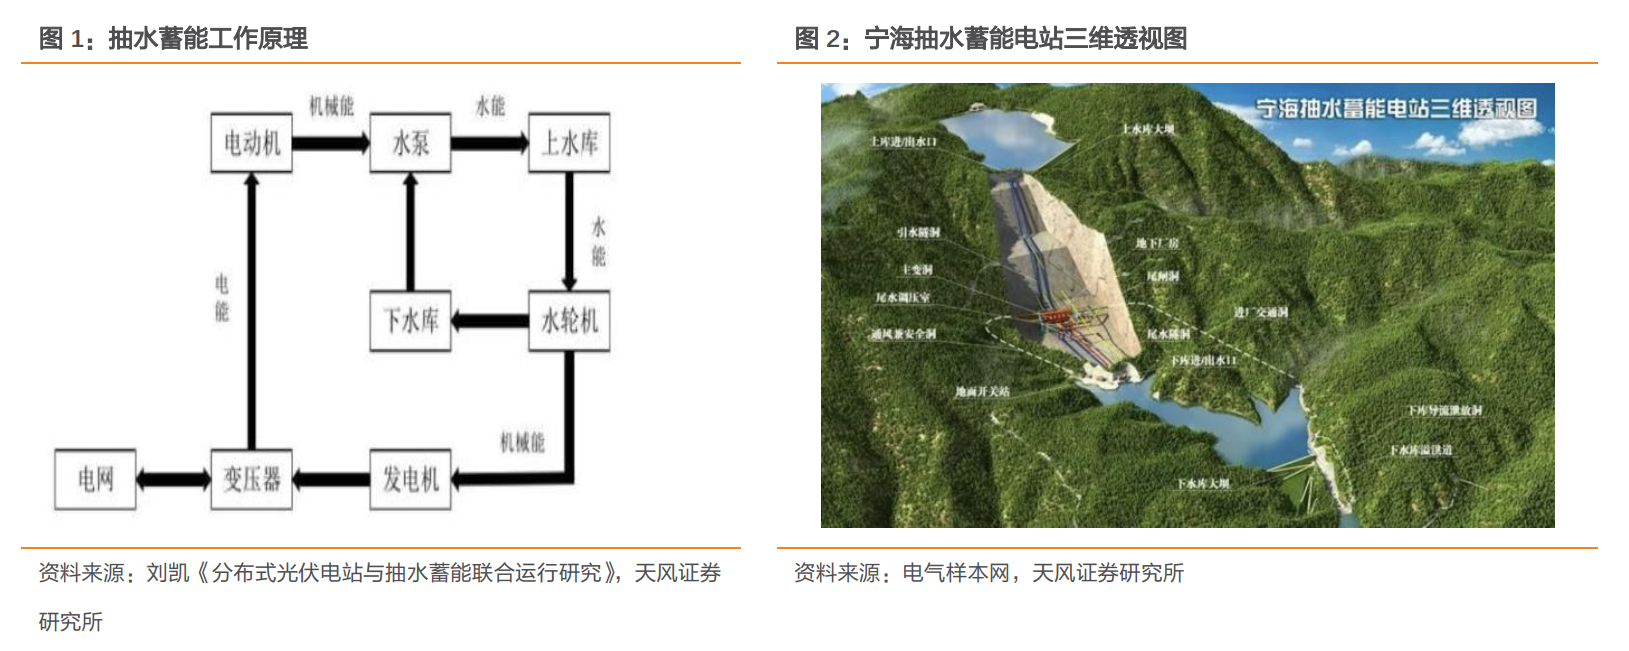 图 1：抽水蓄能工作原理
机械能
水能
电动机
水泵
上水库
水能
电能
下水库
水轮机
机械能
电网
变压器
发电机
资料来源：刘凯《分布式光伏电站与抽水蓄能联合运行研究》，天风证券
研究所
图 2：宁海抽水蓄能电站三维透视图
宁海抽水蓄能电站三维透视图
上水库大坝
上库进/出水口
引水隧洞
地下厂房
主变洞
尾闸洞
尾水调压室
进厂交通洞
通风兼安全洞
尾水隧洞
下库进/出水口
地面开关站
下库导流泄放洞
下水库溢洪道
下水库大坝
资料来源：电气样本网，天风证券研究所